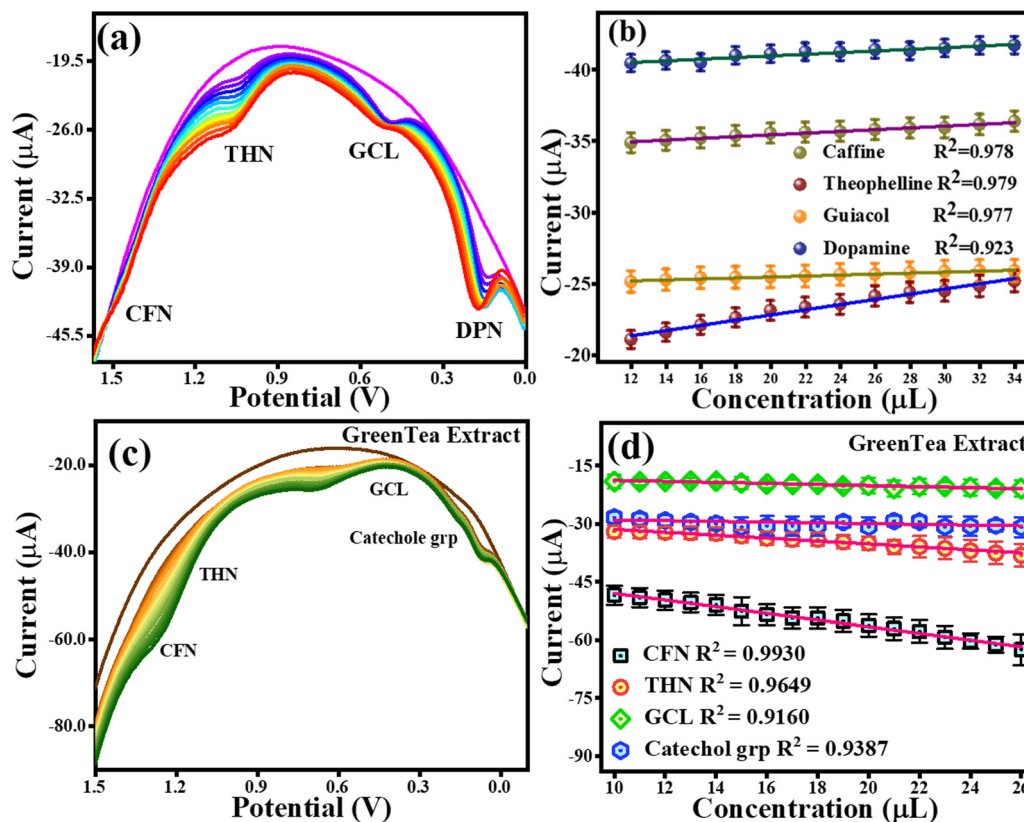 (a)
-19.5
-26.0
-32.5
-39.0
-45.5
Current (μA)
THN
GCL
CFN
DPN
1.5
1.2
0.9
0.6
0.3
0.0
Potential (V)
(b)
-40
-35
-30
-25
-20
Current (μA)
Caffine R²=0.978
Theophelline R²=0.979
Guiacol R²=0.977
Dopamine R²=0.923
12 14 16 18 20 22 24 26 28 30 32 34
Concentration (μL)
(c)
GreenTea Extract
-20.0
-40.0
-60.0
-80.0
Current (μA)
GCL
Catechole grp
THN
CFN
1.5
1.2
0.9
0.6
0.3
0.0
Potential (V)
(d)
GreenTea Extract
-15
-30
-45
-60
-75
-90
Current (μA)
CFN R² = 0.9930
THN R² = 0.9649
GCL R² = 0.9160
Catechol grp R² = 0.9387
10 12 14 16 18 20 22 24 26
Concentration (μL)